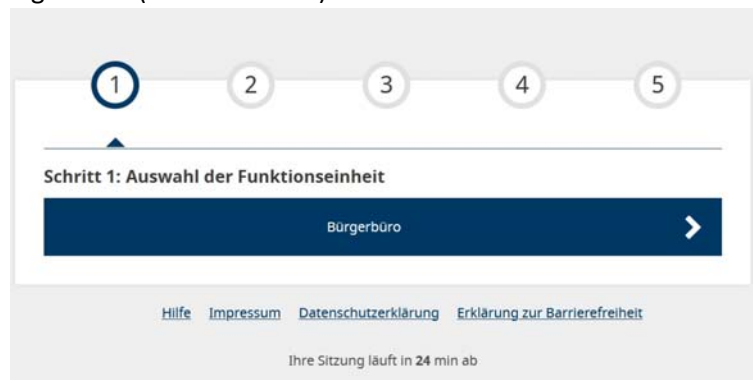 1 2 3 4 5
Schritt 1: Auswahl der Funktionseinheit
Bürgerbüro
Hilfe Impressum Datenschutzerklärung Erklärung zur Barrierefreiheit
Ihre Sitzung läuft in 24 min ab